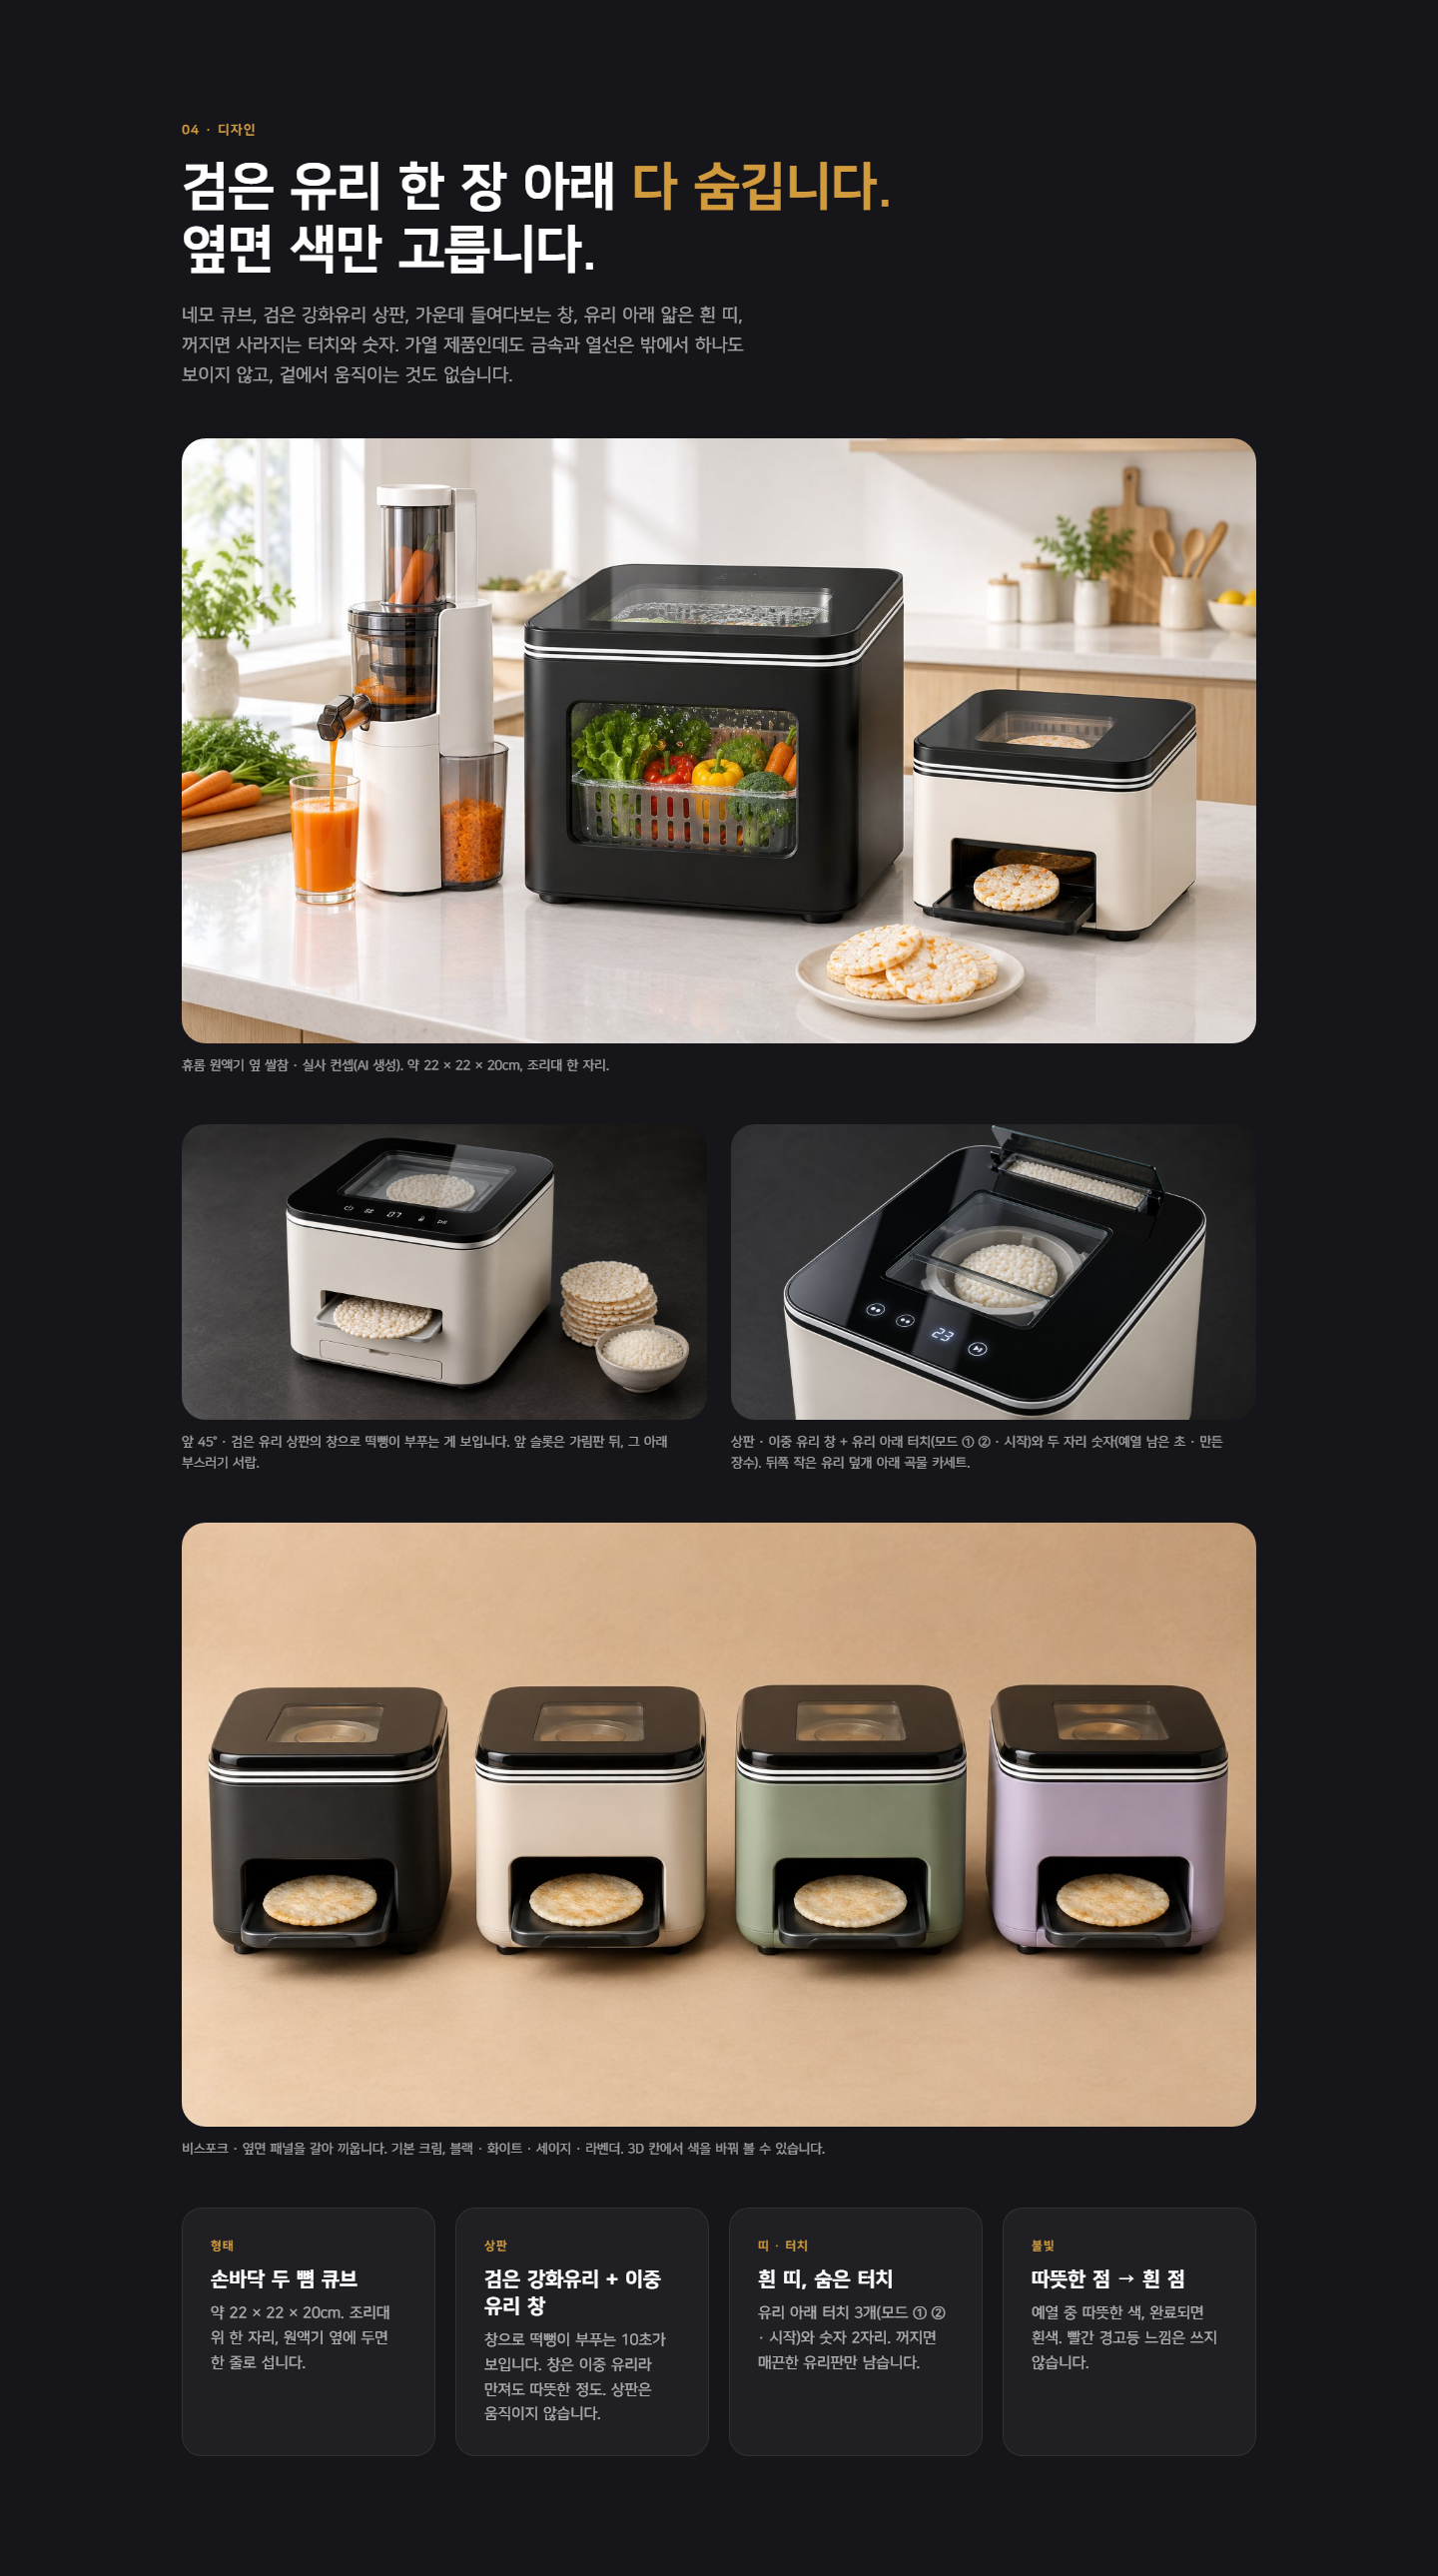 04 · 디자인
검은 유리 한 장 아래 다 숨깁니다.
옆면 색만 고릅니다.
네모 큐브, 검은 강화유리 상판, 가운데 들여다보는 창, 유리 아래 얇은 흰 띠,
꺼지면 사라지는 터치와 숫자. 가열 제품인데도 금속과 열선은 밖에서 하나도
보이지 않고, 겉에서 움직이는 것도 없습니다.
휴롬 원액기 옆 쌀참 · 실사 컨셉(AI 생성). 약 22 × 22 × 20cm, 조리대 한 자리.
07
23
앞 45° · 검은 유리 상판의 창으로 떡뻥이 부푸는 게 보입니다. 앞 슬롯은 가림판 뒤, 그 아래
부스러기 서랍.
상판 · 이중 유리 창 + 유리 아래 터치(모드 ① ② · 시작)와 두 자리 숫자(예열 남은 초 · 만든
장수). 뒤쪽 작은 유리 덮개 아래 곡물 카세트.
비스포크 · 옆면 패널을 갈아 끼웁니다. 기본 크림, 블랙 · 화이트 · 세이지 · 라벤더. 3D 칸에서 색을 바꿔 볼 수 있습니다.
형태
손바닥 두 뼘 큐브
약 22 × 22 × 20cm. 조리대
위 한 자리, 원액기 옆에 두면
한 줄로 섭니다.
상판
검은 강화유리 + 이중
유리 창
창으로 떡뻥이 부푸는 10초가
보입니다. 창은 이중 유리라
만져도 따뜻한 정도. 상판은
움직이지 않습니다.
띠 · 터치
흰 띠, 숨은 터치
유리 아래 터치 3개(모드 ① ②
· 시작)와 숫자 2자리. 꺼지면
매끈한 유리판만 남습니다.
불빛
따뜻한 점 → 흰 점
예열 중 따뜻한 색, 완료되면
흰색. 빨간 경고등 느낌은 쓰지
않습니다.